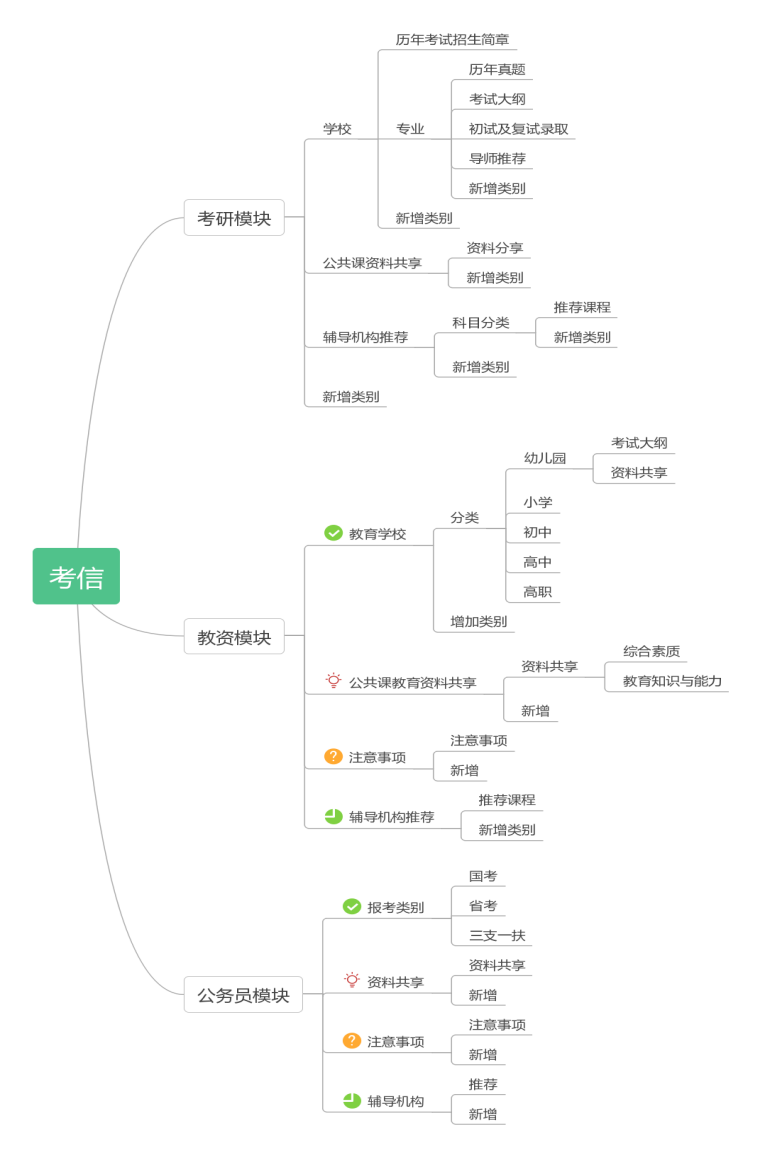 考信
考研模块
学校
历年考试招生简章
专业
历年真题
考试大纲
初试及复试录取
导师推荐
新增类别
新增类别
公共课资料共享
资料分享
新增类别
辅导机构推荐
科目分类
推荐课程
新增类别
新增类别
新增类别
教资模块
教育学校
分类
幼儿园
考试大纲
资料共享
小学
初中
高中
高职
增加类别
公共课教育资料共享
资料共享
综合素质
教育知识与能力
新增
注意事项
注意事项
新增
辅导机构推荐
推荐课程
新增类别
公务员模块
报考类别
国考
省考
三支一扶
资料共享
资料共享
新增
注意事项
注意事项
新增
辅导机构
推荐
新增